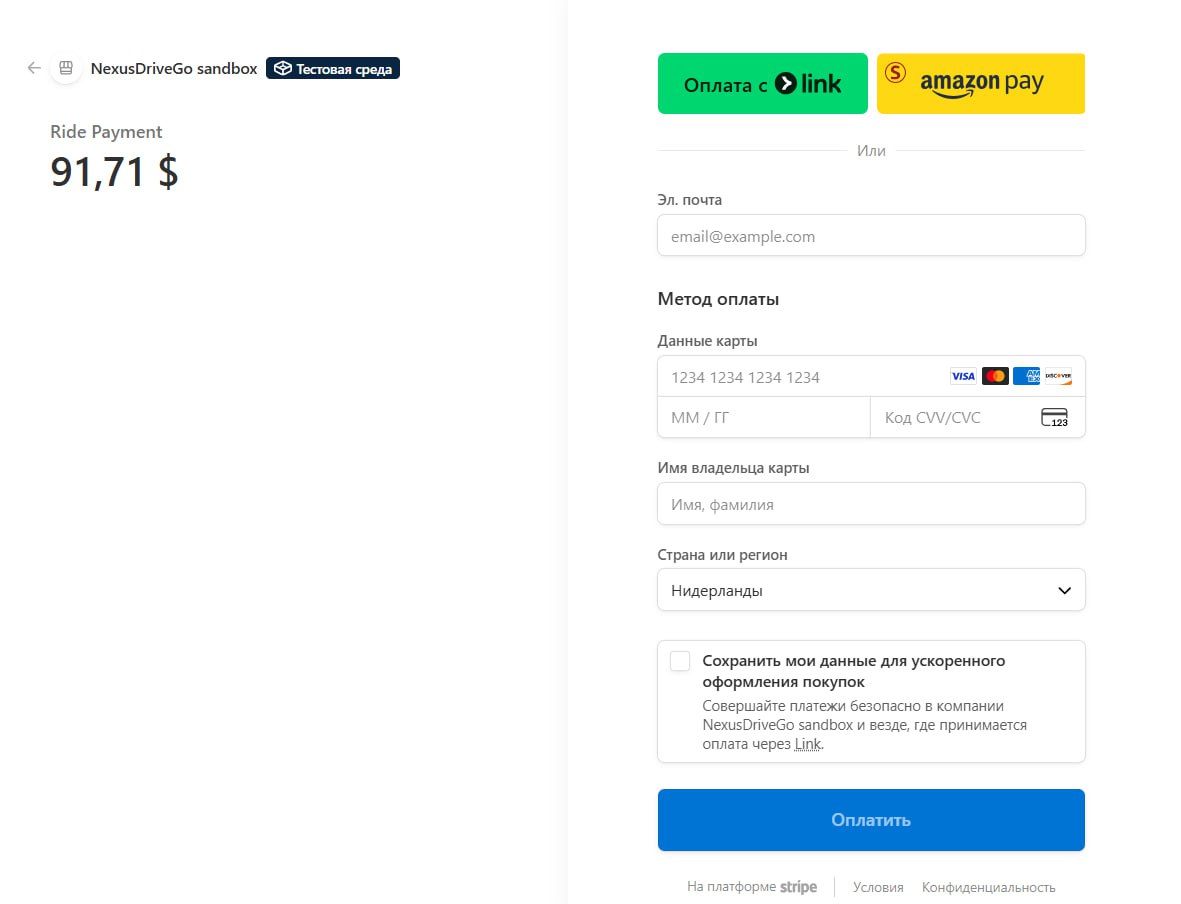 NexusDriveGo sandbox Тестовая среда
Ride Payment
91,71 $
Оплата с link
S amazon pay
Или
Эл. почта
email@example.com
Метод оплаты
Данные карты
1234 1234 1234 1234 VISA AMEX DISCOVER
ММ / ГГ
Код CVV/CVC 123
Имя владельца карты
Имя, фамилия
Страна или регион
Нидерланды
Сохранить мои данные для ускоренного
оформления покупок
Совершайте платежи безопасно в компании
NexusDriveGo sandbox и везде, где принимается
оплата через Link.
Оплатить
На платформе stripe
Условия
Конфиденциальность